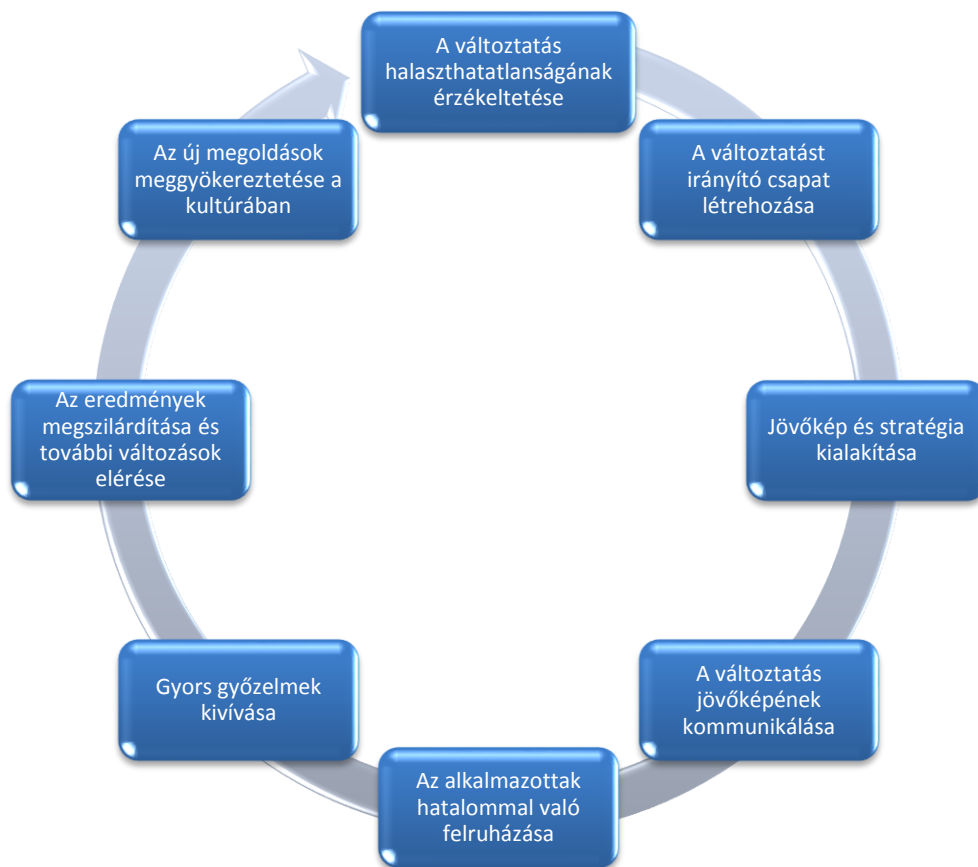 A változtatás
halaszthatatlanságának
érzékeltetése
A változtatást
irányító csapat
létrehozása
Jövőkép és stratégia
kialakítása
A változtatás
jövőképének
kommunikálása
Az alkalmazottak
hatalommal való
felruházása
Gyors győzelmek
kivívása
Az eredmények
megszilárdítása és
további változások
elérése
Az új megoldások
meggyökereztetése a
kultúrában